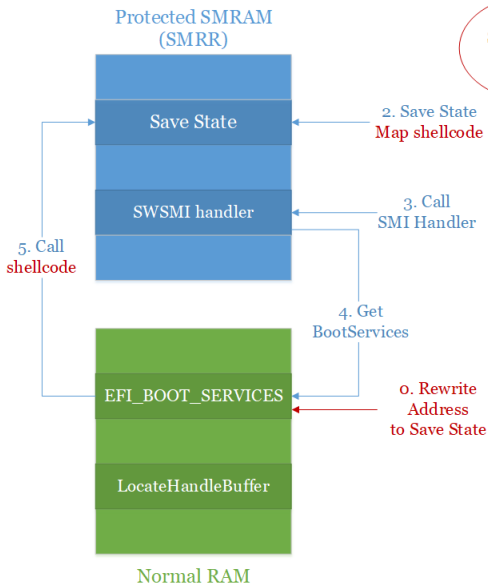 Protected SMRAM
(SMRR)
Save State
2. Save State
Map shellcode
SWSMI handler
3. Call
SMI Handler
5. Call
shellcode
4. Get
BootServices
EFI_BOOT_SERVICES
0. Rewrite
Address
to Save State
LocateHandleBuffer
Normal RAM